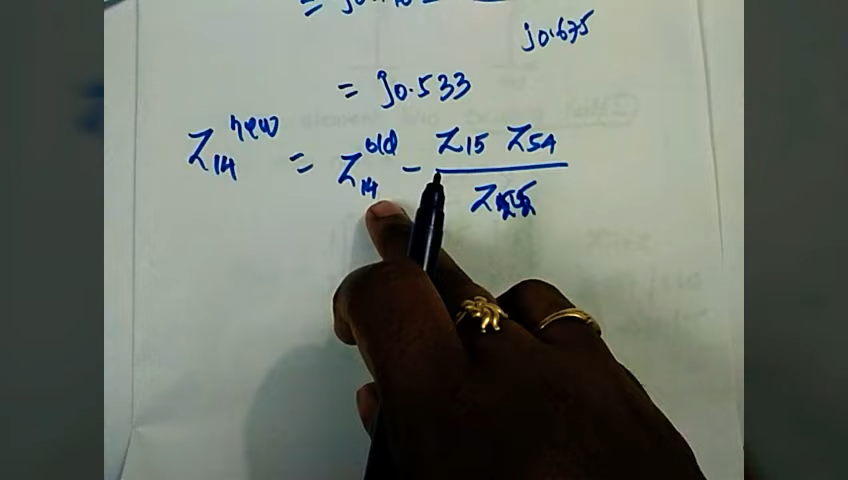 j0.675
= j0.533
Z14 new = Z14 old - Z15 Z54 / Z55